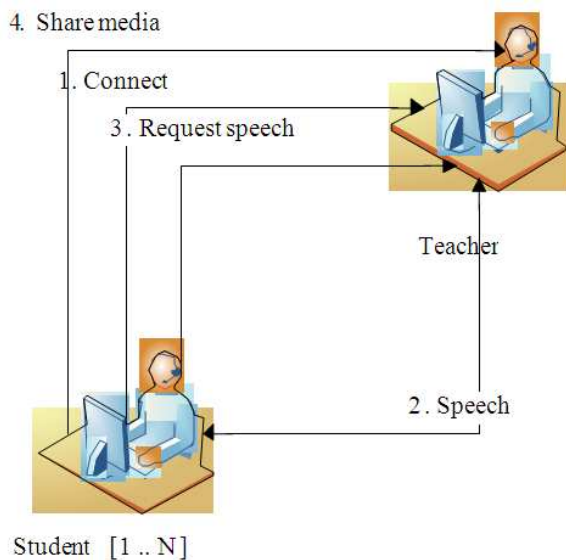 4. Share media
1. Connect
3 . Request speech
Teacher
2 . Speech
Student [1 .. N]